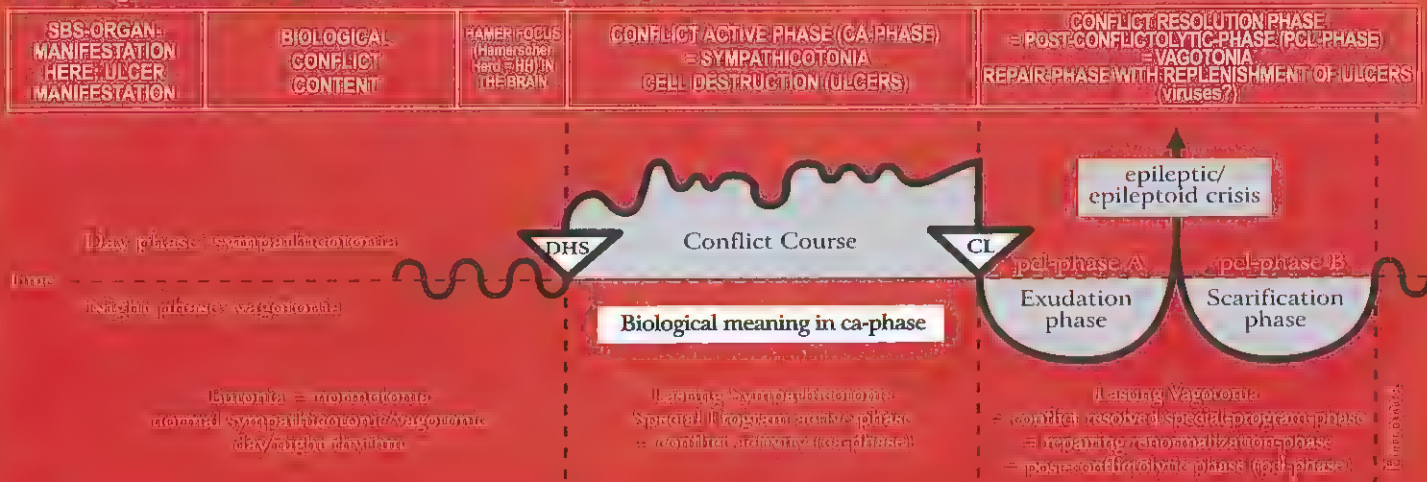 SBS-ORGAN-
MANIFESTATION
HERE: ULCER
MANIFESTATION
BIOLOGICAL
CONFLICT
CONTENT
HAMER FOCUS
(Hamerscher
Herd = HH) IN
THE BRAIN
CONFLICT ACTIVE PHASE (CA-PHASE)
= SYMPATHICOTONIA
CELL DESTRUCTION (ULCERS)
CONFLICT RESOLUTION PHASE
= POST-CONFLICTOLYTIC-PHASE (PCL-PHASE)
= VAGOTONIA
REPAIR-PHASE WITH REPLENISHMENT OF ULCERS
(viruses?)
epileptic/
epileptoid crisis
Day phase: sympathicotonia
DHS
Conflict Course
CL
pcl-phase A
pcl-phase B
Night phase: vagotonia
Exudation
phase
Scarification
phase
Biological meaning in ca-phase
Eutonia = normotonia
normal sympathicotonic/vagotonic
day/night rhythm
Lasting Sympathicotonia
Special Program active phase
= conflict activity (ca-phase)
Lasting Vagotonia
= conflict resolved special-program-phase
= repairing/renormalization-phase
= post-conflictolytic phase (pcl-phase)